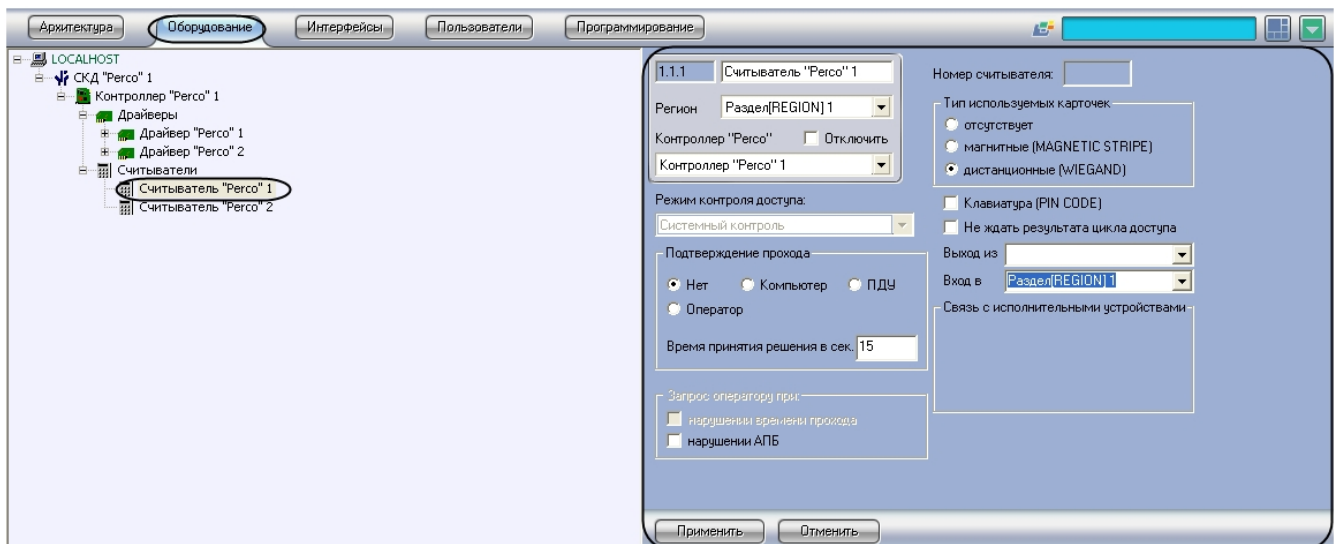 Архитектура Оборудование Интерфейсы Пользователи Программирование
LOCALHOST
СКД "Perco" 1
Контроллер "Perco" 1
Драйверы
Драйвер "Perco" 1
Драйвер "Perco" 2
Считыватели
Считыватель "Perco" 1
Считыватель "Perco" 2
1.1.1 Считыватель "Perco" 1
Регион Раздел[REGION] 1
Контроллер "Perco" Отключить
Контроллер "Perco" 1
Режим контроля доступа:
Системный контроль
Подтверждение прохода
Нет Компьютер ПДУ
Оператор
Время принятия решения в сек. 15
Запрос оператору при:
нарушении времени прохода
нарушении АПБ
Номер считывателя:
Тип используемых карточек
отсутствует
магнитные (MAGNETIC STRIPE)
дистанционные (WIEGAND)
Клавиатура (PIN CODE)
Не ждать результата цикла доступа
Выход из
Вход в Раздел[REGION] 1
Связь с исполнительными устройствами
Применить Отменить